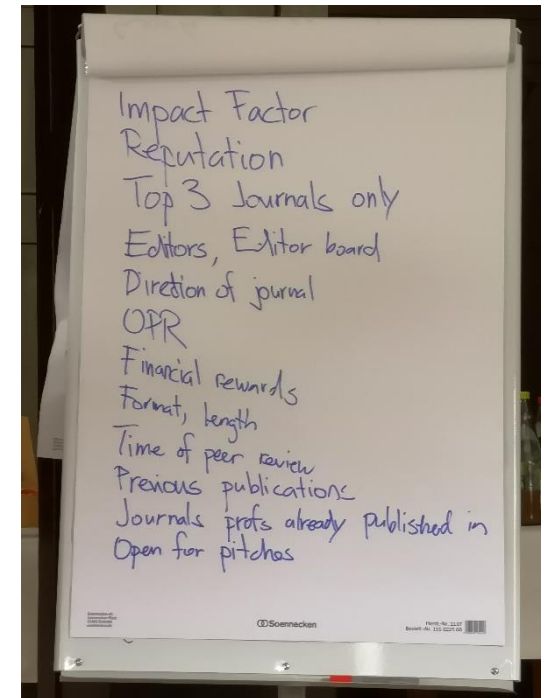 Impact Factor
Reputation
Top 3 Journals only
Editors, Editor board
Diretion of journal
OPR
Financial rewards
Format, length
Time of peer review
Previous publications
Journals profs already published in
Open for pitches
Soennecken